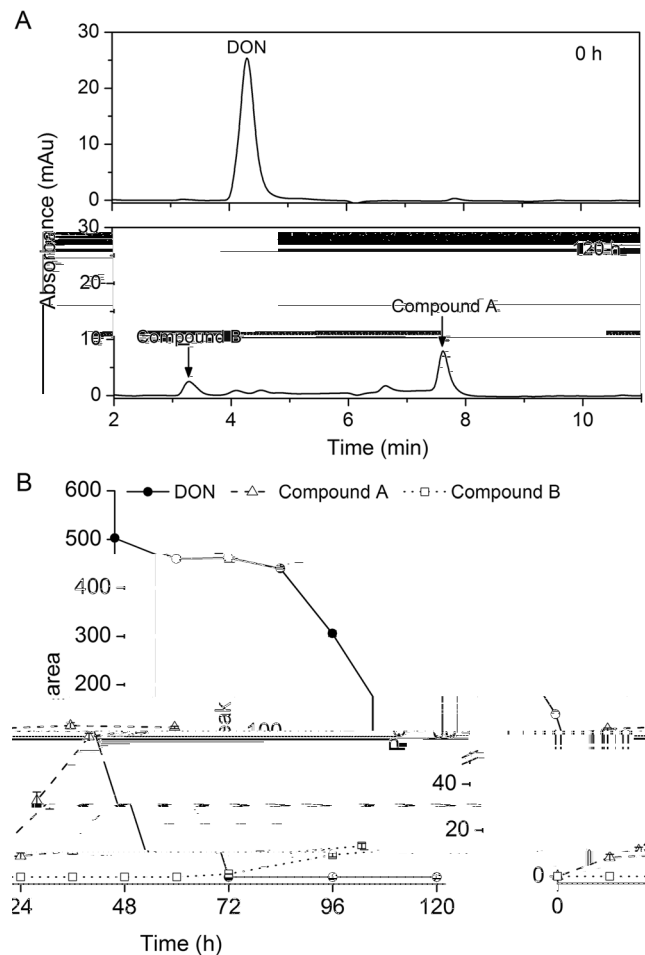 A
30
DON
0 h
20
10
0
Absorbance (mAu)
30
120 h
20
Compound A
10
Compound B
0
2 4 6 8 10
Time (min)
B
600
DON Compound A Compound B
500
400
300
200
area
40
20
0
24 48 72 96 120 0
Time (h)